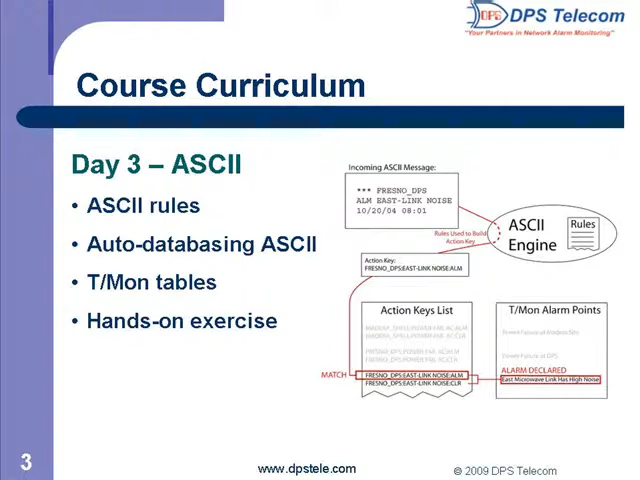 DPS Telecom
"Your Partners in Network Alarm Monitoring"
Course Curriculum
Day 3 – ASCII
• ASCII rules
• Auto-databasing ASCII
• T/Mon tables
• Hands-on exercise
Incoming ASCII Message:
*** FRESNO_DPS
ALM EAST-LINK NOISE
10/20/04 08:01
Rules Used to Build
Action Key
ASCII
Engine
Rules
Action Key:
FRESNO_DPS:EAST-LINK NOISE:ALM
Action Keys List
FRESNO_DPS:EAST-LINK NOISE:ALM
FRESNO_DPS:EAST-LINK NOISE:CLR
MATCH
T/Mon Alarm Points
Power Failure at DPS
ALARM DECLARED
East Microwave Link Has High Noise
3
www.dpstele.com
© 2009 DPS Telecom